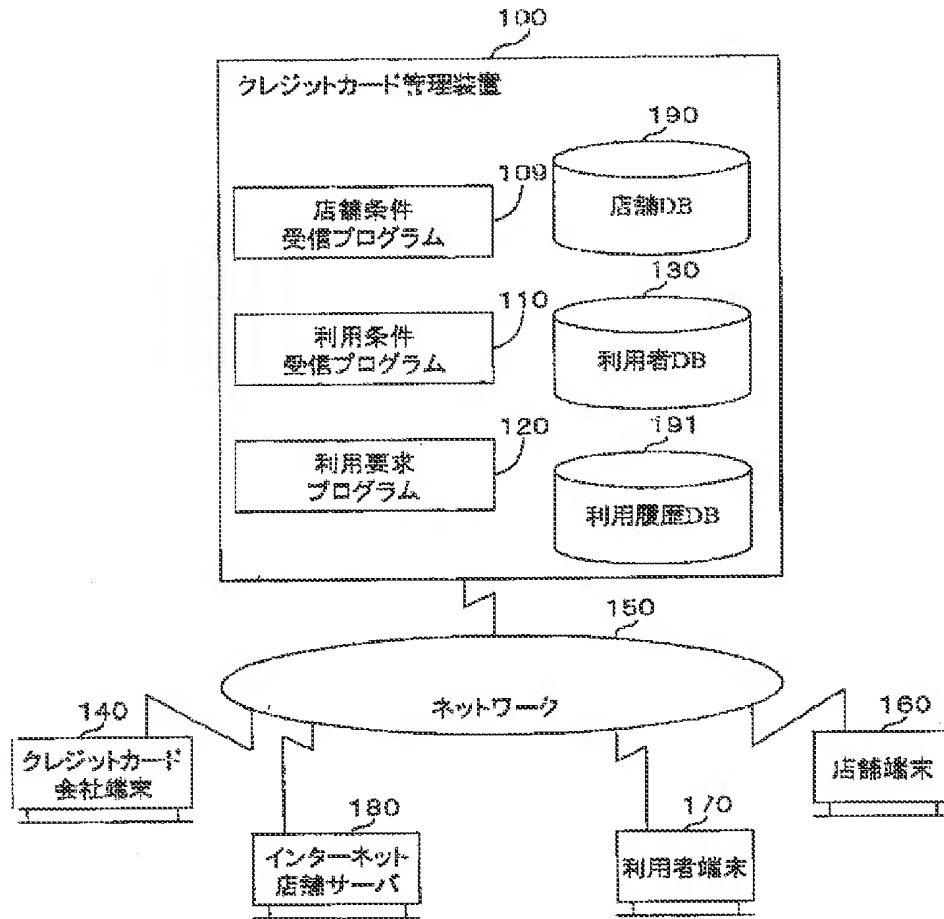 100
クレジットカード管理装置
190
109
店舗条件
受信プログラム
店舗DB
130
110
利用条件
受信プログラム
利用者DB
120
191
利用要求
プログラム
利用履歴DB
150
ネットワーク
140
クレジットカード
会社端末
160
店舗端末
180
インターネット
店舗サーバ
170
利用者端末